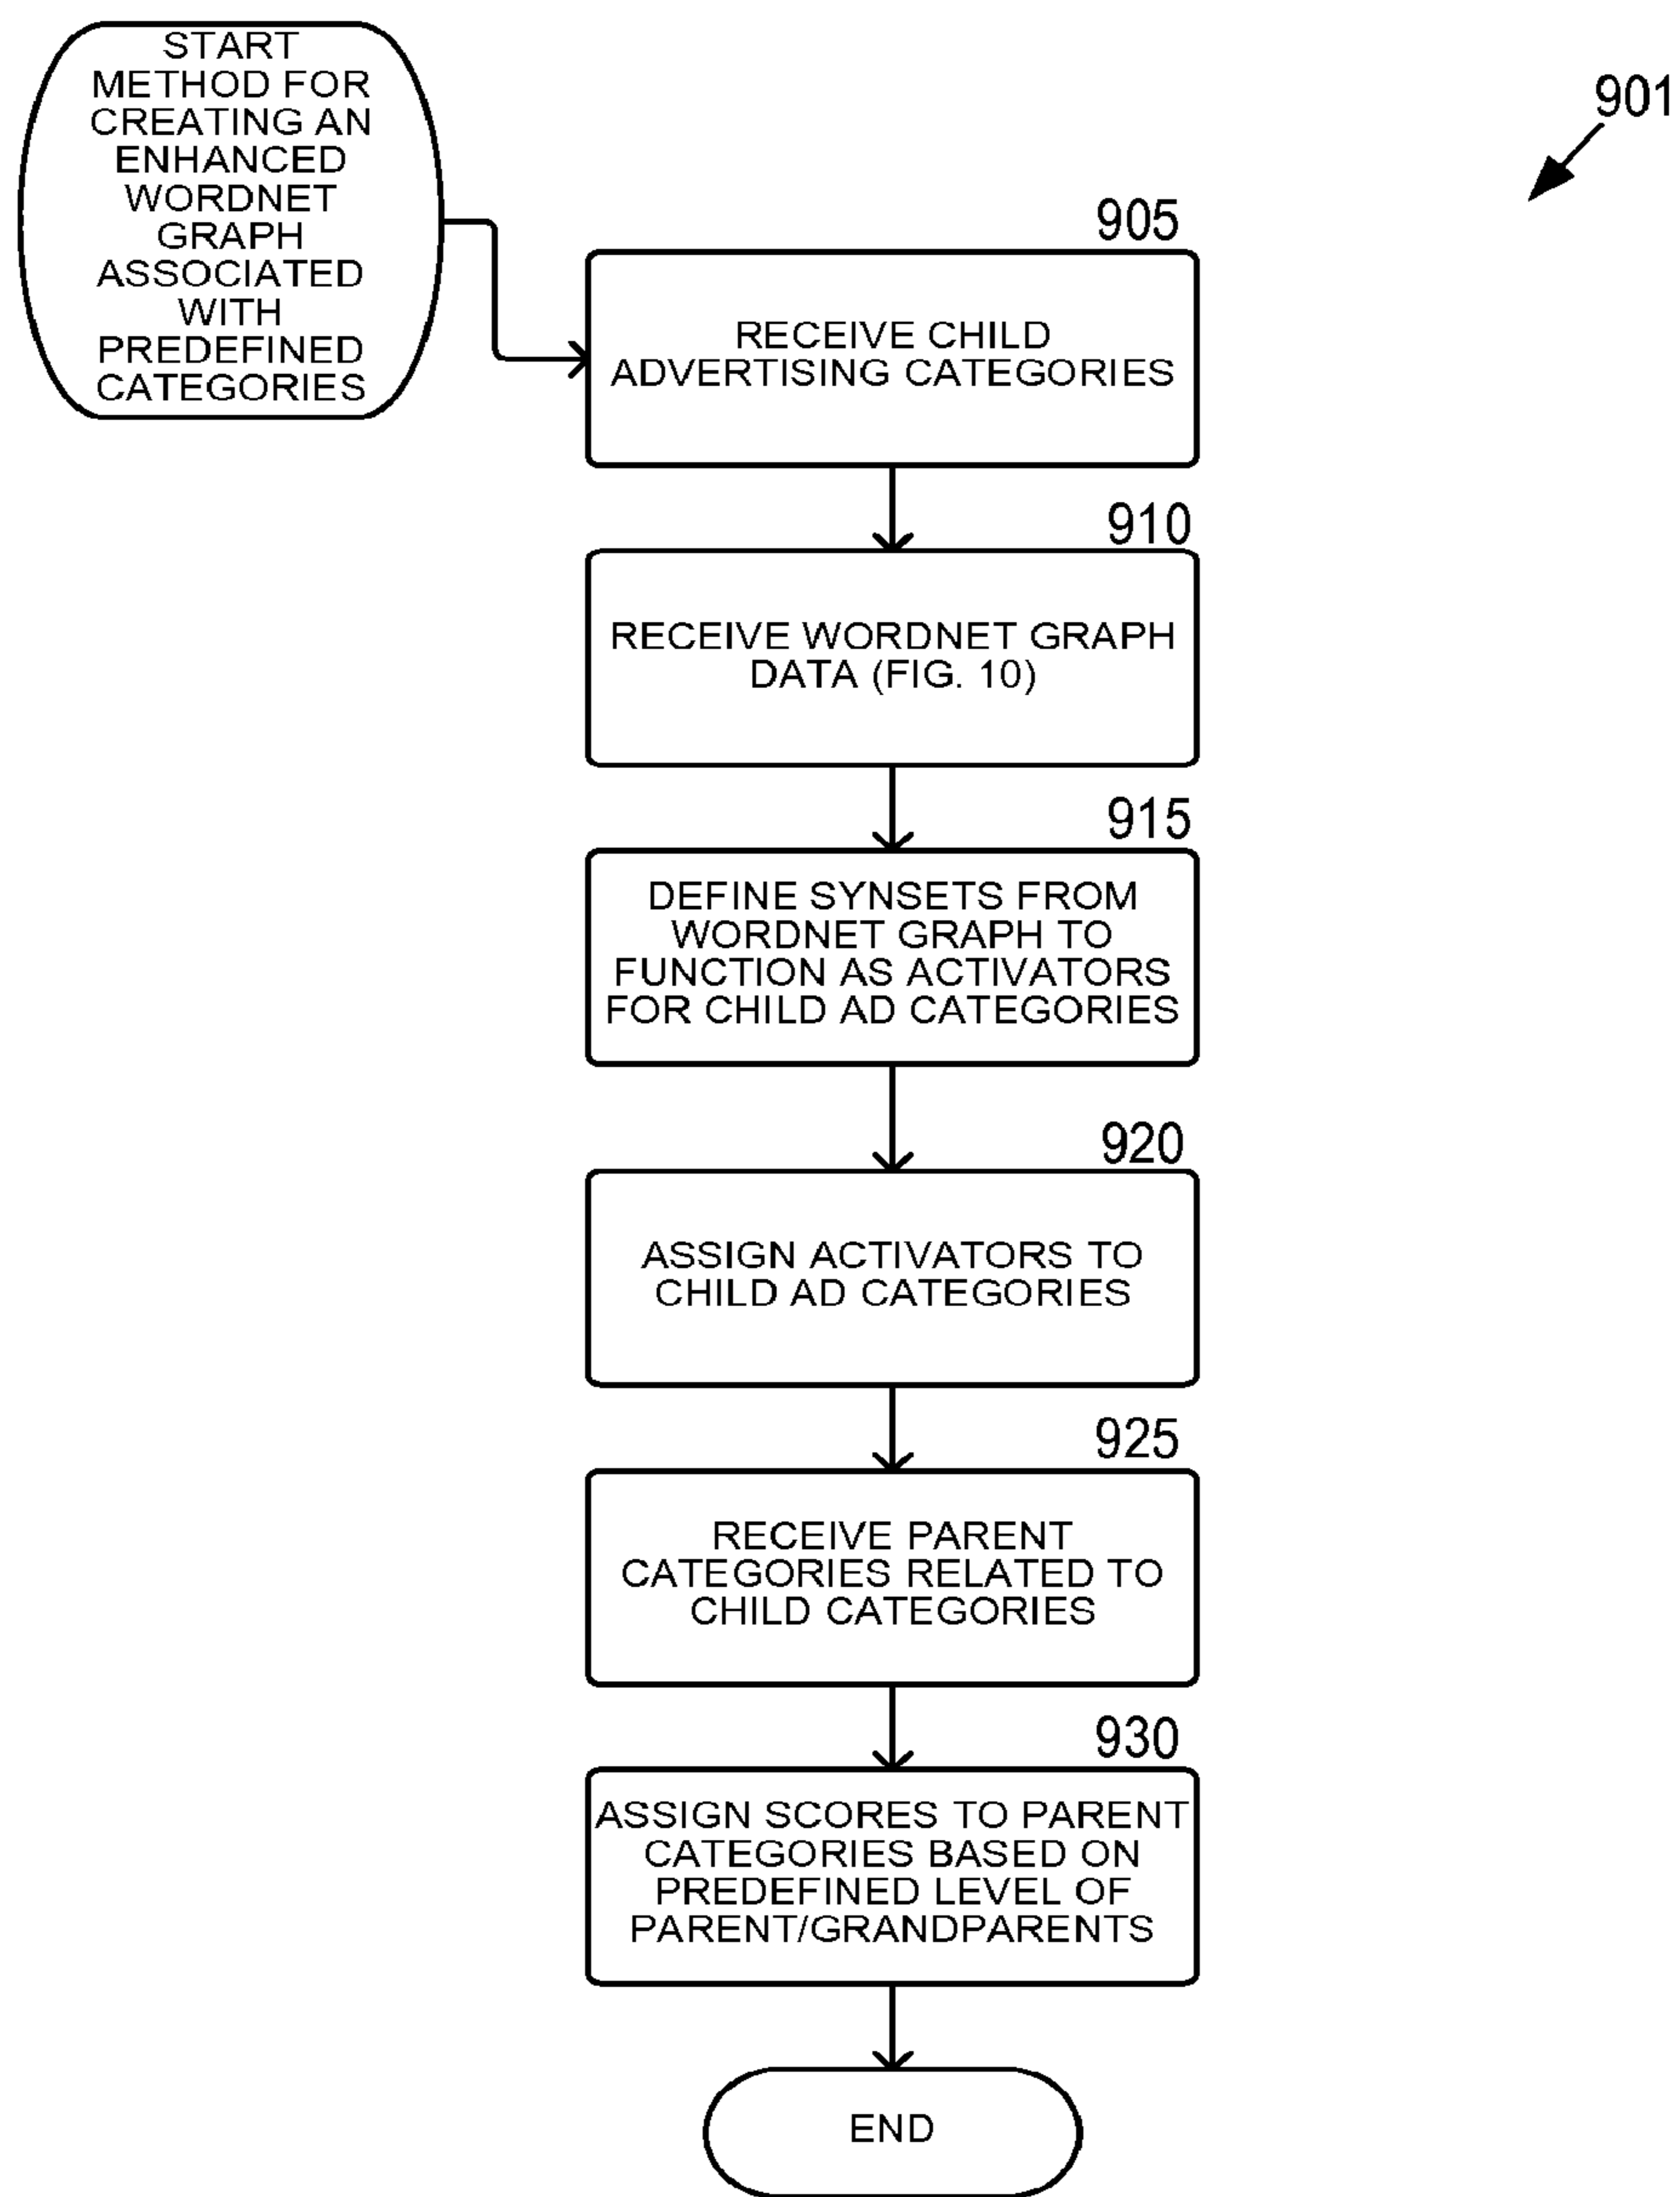 START
METHOD FOR
CREATING AN
ENHANCED
WORDNET
GRAPH
ASSOCIATED
WITH
PREDEFINED
CATEGORIES
901
905
RECEIVE CHILD
ADVERTISING CATEGORIES
910
RECEIVE WORDNET GRAPH
DATA (FIG. 10)
915
DEFINE SYNSETS FROM
WORDNET GRAPH TO
FUNCTION AS ACTIVATORS
FOR CHILD AD CATEGORIES
920
ASSIGN ACTIVATORS TO
CHILD AD CATEGORIES
925
RECEIVE PARENT
CATEGORIES RELATED TO
CHILD CATEGORIES
930
ASSIGN SCORES TO PARENT
CATEGORIES BASED ON
PREDEFINED LEVEL OF
PARENT/GRANDPARENTS
END